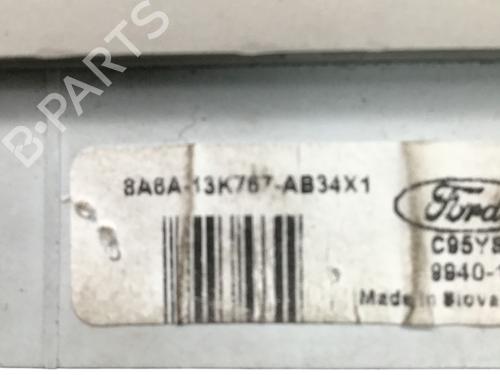 B-PARTS
8A6A-13K767-AB34X1
Ford
C95YS
9940-1
Made in Slova